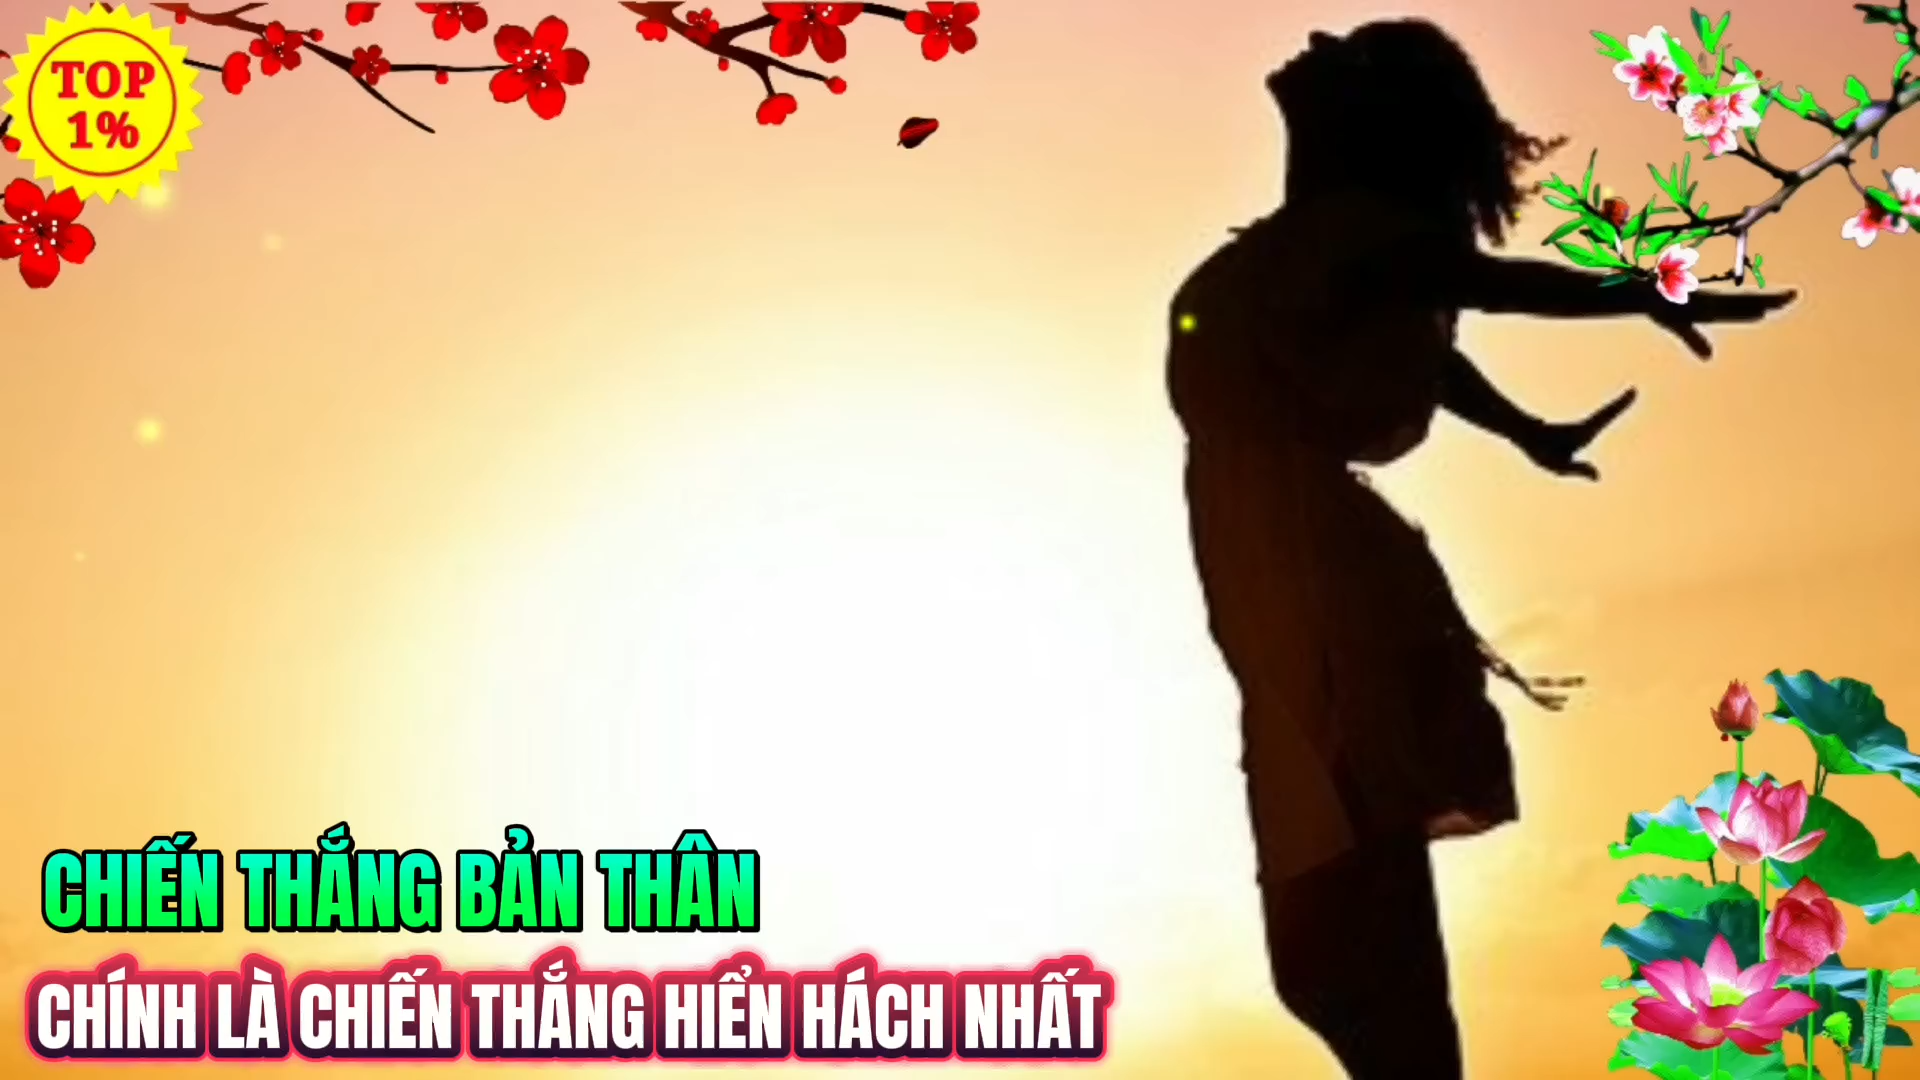 TOP
1%
CHIẾN THẮNG BẢN THÂN
CHÍNH LÀ CHIẾN THẮNG HIỂN HÁCH NHẤT